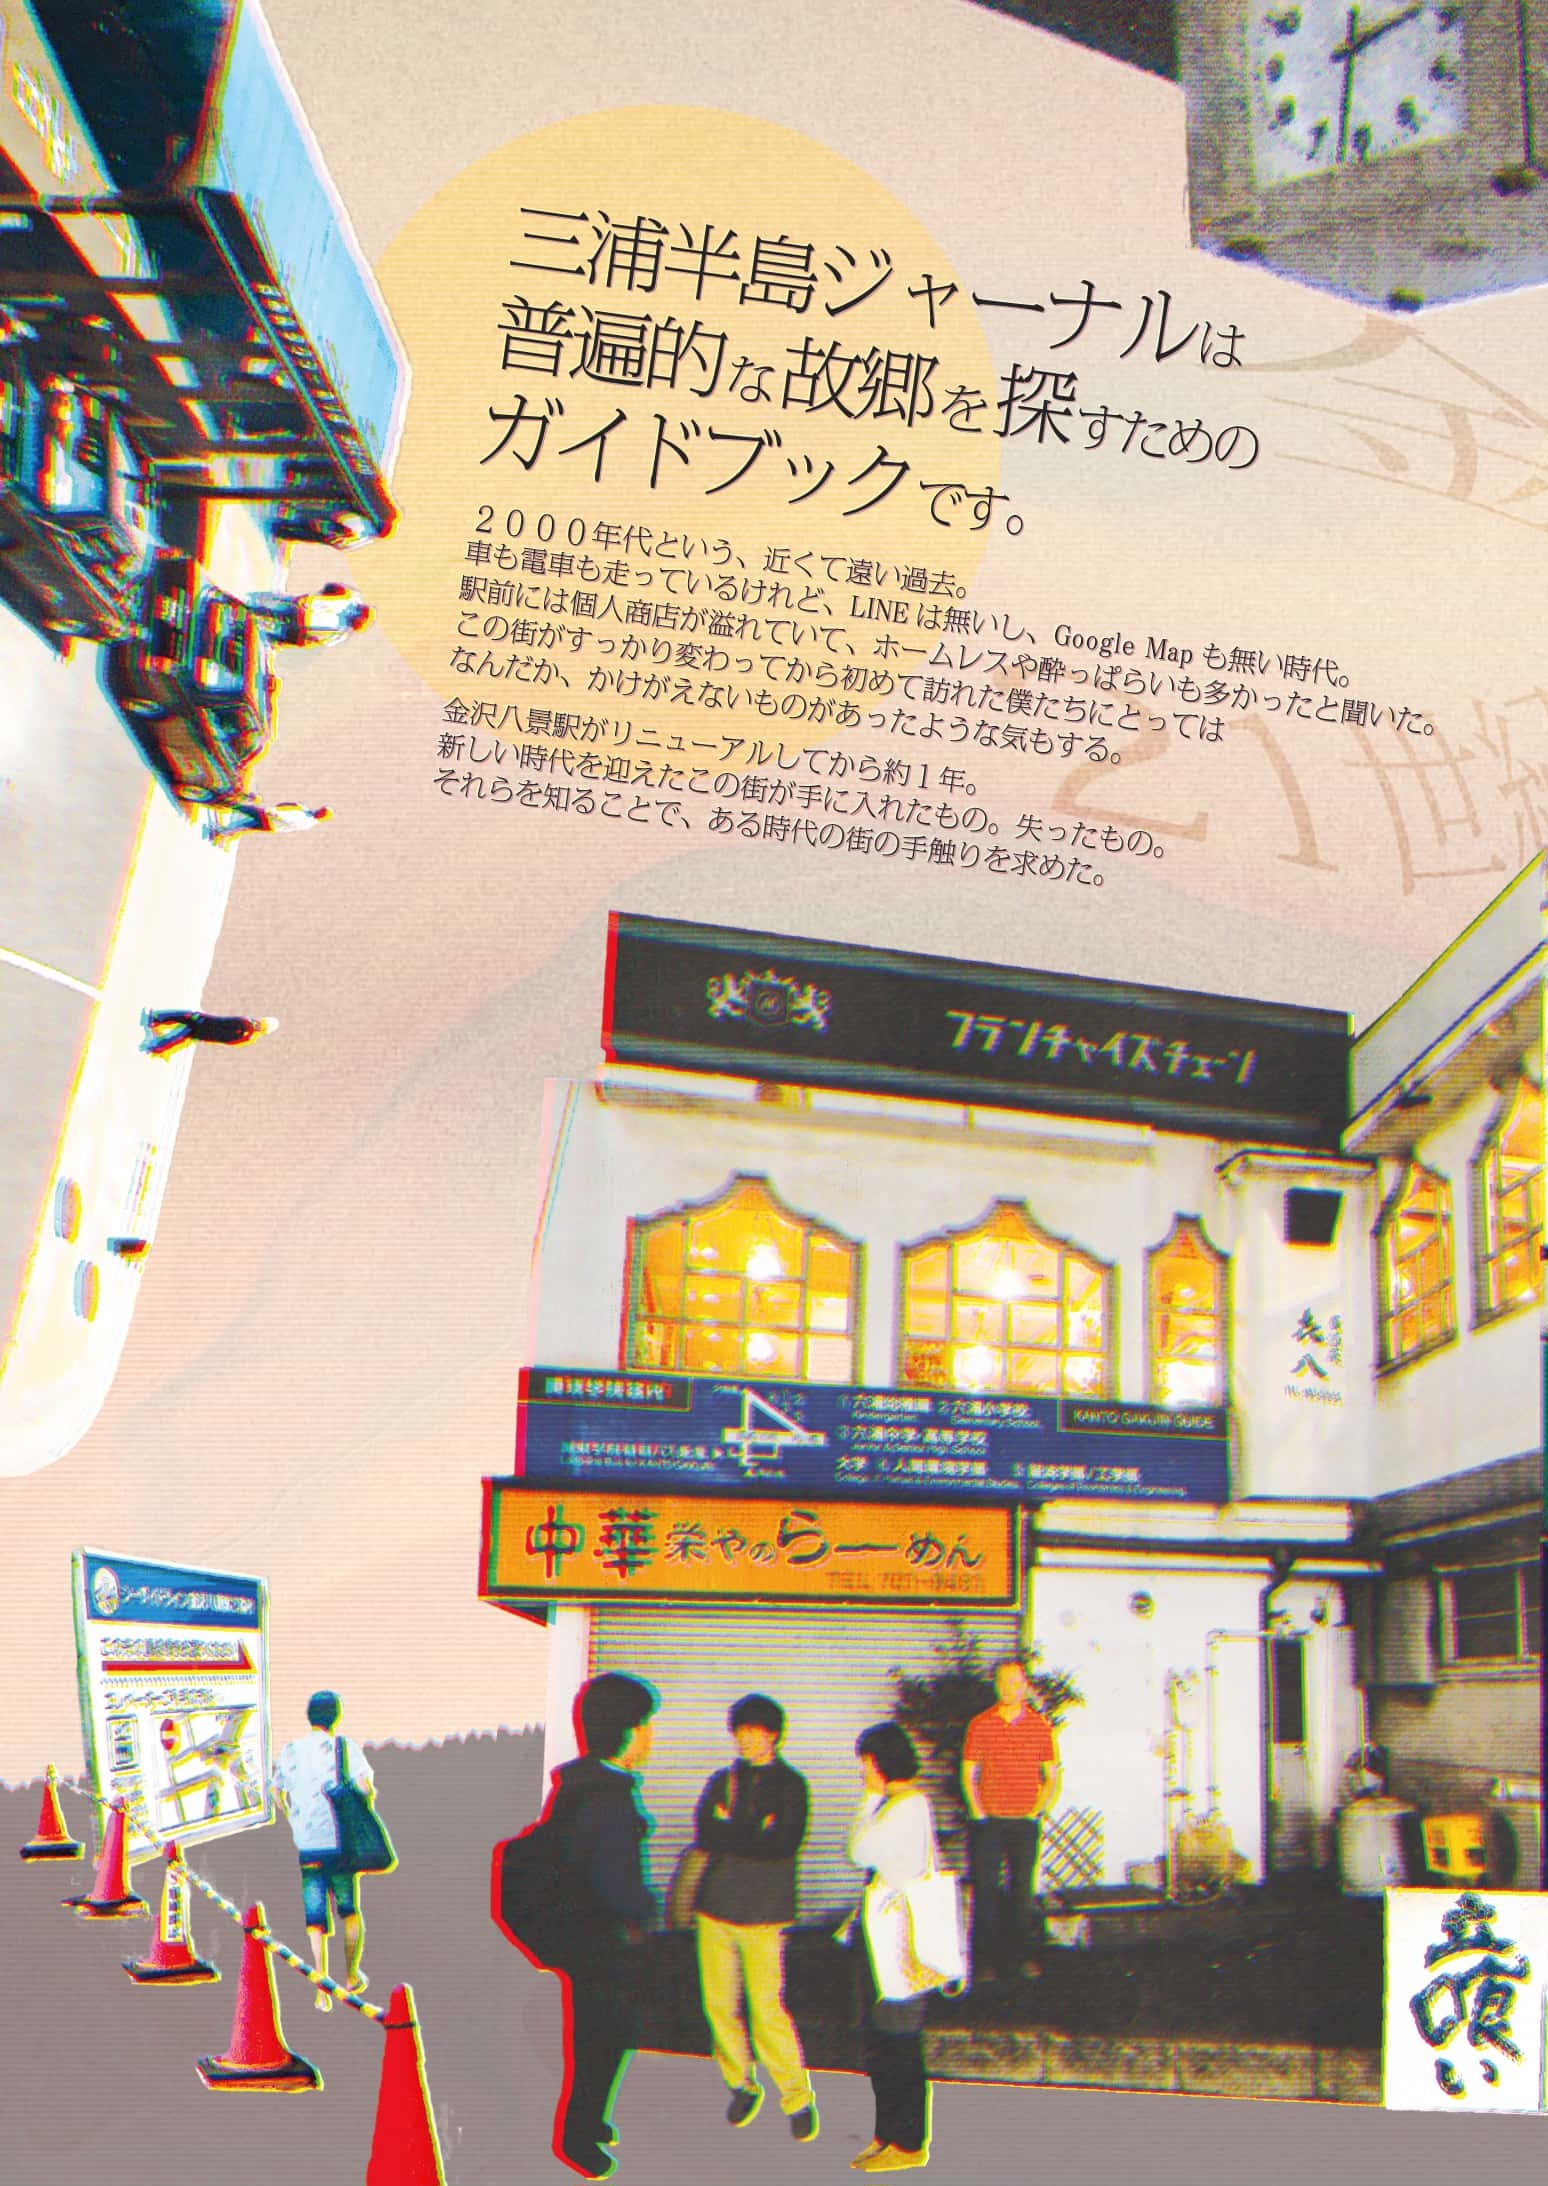 三浦半島ジャーナルは
普遍的な故郷を探すための
ガイドブックです。
２０００年代という、近くて遠い過去。
車も電車も走っているけれど、LINEは無いし、Google Mapも無い時代。
駅前には個人商店が溢れていて、ホームレスや酔っぱらいも多かったと聞いた。
この街がすっかり変わってから初めて訪れた僕たちにとっては
なんだか、かけがえないものがあったような気もする。
金沢八景駅がリニューアルしてから約１年。
新しい時代を迎えたこの街が手に入れたもの。失ったもの。
それらを知ることで、ある時代の街の手触りを求めた。
21世紀
フランチャイズチェーン
喜八
①六浦幼稚園 ②六浦小学校
Kindergarten Elementary School
KANTO GAKUIN GUIDE
③六浦中学・高等学校
Junior & Senior High School
大学 ④人間環境学部 ⑤経済学部/工学部
中華 栄やのらーめん
立喰い